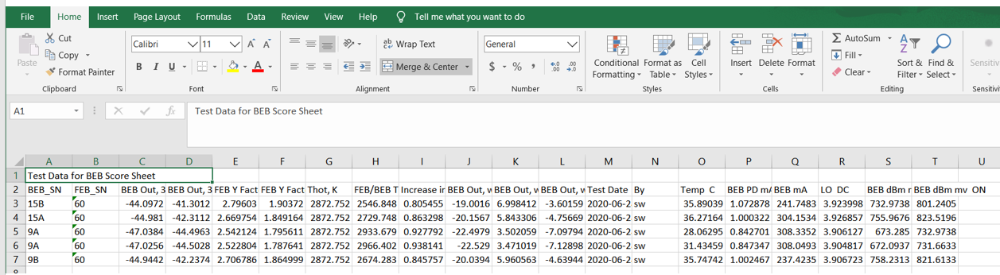 File Home Insert Page Layout Formulas Data Review View Help Tell me what you want to do
Cut
Calibri 11 A A ab Wrap Text General Σ AutoSum
Paste Copy Conditional Format as Cell Insert Delete Format Fill Sort & Find & Sensitiv
Format Painter B I U A Merge & Center $ % , Formatting Table Styles Clear Filter Select
Clipboard Font Alignment Number Styles Cells Editing Sensitivi
A1 fx Test Data for BEB Score Sheet
A B C D E F G H I J K L M N O P Q R S T U
1 Test Data for BEB Score Sheet
2 BEB_SN FEB_SN BEB Out, 3 BEB Out, 3 FEB Y Fact FEB Y Fact Thot, K FEB/BEB T Increase in BEB Out, w BEB Out, w BEB Out, w Test Date By Temp C BEB PD mA BEB mA LO DC BEB dBm m BEB dBm mv ON
3 15B 60 -44.0972 -41.3012 2.79603 1.90372 2872.752 2546.848 0.805455 -19.0016 6.998412 -3.60159 2020-06-2 sw 35.89039 1.072878 241.7483 3.923998 732.9738 801.2405
4 15A 60 -44.981 -42.3112 2.669754 1.849164 2872.752 2729.748 0.863298 -20.1567 5.843306 -4.75669 2020-06-2 sw 36.27164 1.000322 304.1534 3.926857 755.9676 823.5196
5 9A 60 -47.0384 -44.4963 2.542124 1.795611 2872.752 2933.679 0.927792 -22.4979 3.502059 -7.09794 2020-06-2 sw 28.06295 0.842701 308.3352 3.906127 673.285 732.9738
6 9A 60 -47.0256 -44.5028 2.522804 1.787641 2872.752 2966.402 0.938141 -22.529 3.471019 -7.12898 2020-06-2 sw 31.43459 0.847347 308.0493 3.904817 672.0937 731.6633
7 9B 60 -44.9442 -42.2374 2.706786 1.864999 2872.752 2674.283 0.845757 -20.0394 5.960563 -4.63944 2020-06-2 sw 35.74742 1.002467 237.4235 3.906723 758.2313 821.6133